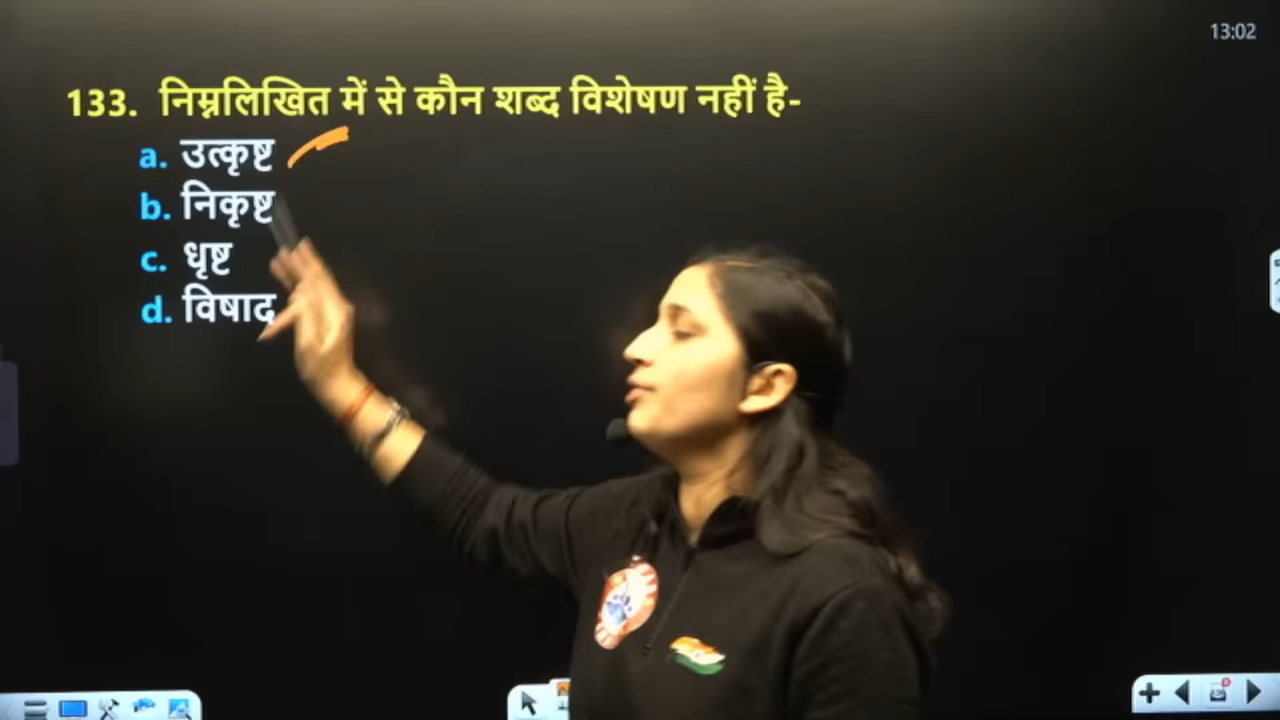 13:02
133. निम्नलिखित में से कौन शब्द विशेषण नहीं है-
a. उत्कृष्ट
b. निकृष्ट
c. धृष्ट
d. विषाद